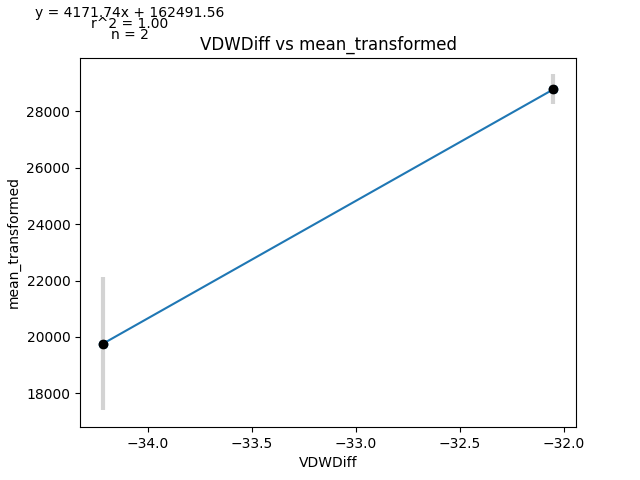 y = 4171.74x + 162491.56
r^2 = 1.00
n = 2
VDWDiff vs mean_transformed
mean_transformed
28000
26000
24000
22000
20000
18000
−34.0 −33.5 −33.0 −32.5 −32.0
VDWDiff